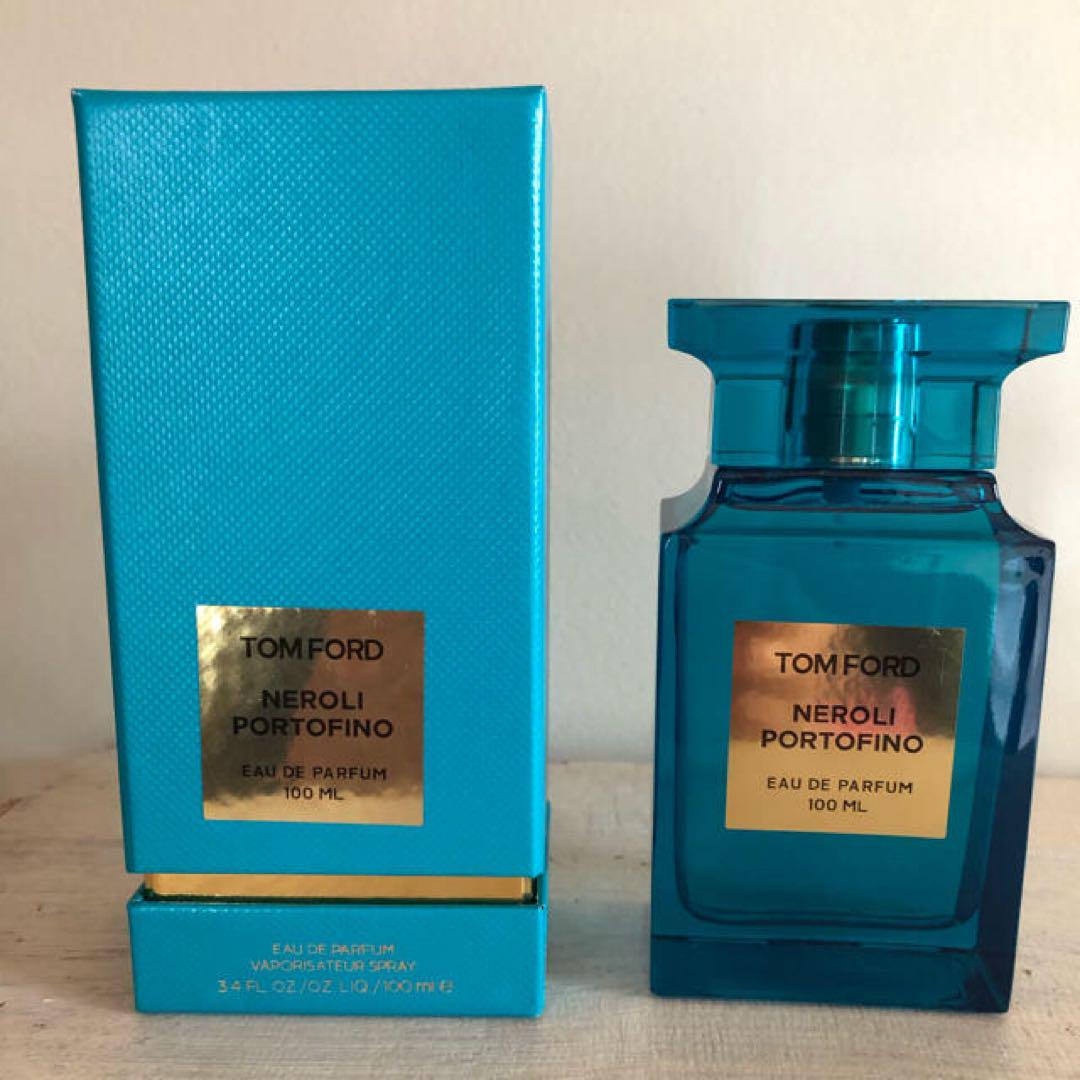 TOM FORD
NEROLI
PORTOFINO
EAU DE PARFUM
100 ML
EAU DE PARFUM
VAPORISATEUR SPRAY
3.4 FL. OZ./OZ. LIQ./100 ml e
TOM FORD
NEROLI
PORTOFINO
EAU DE PARFUM
100 ML